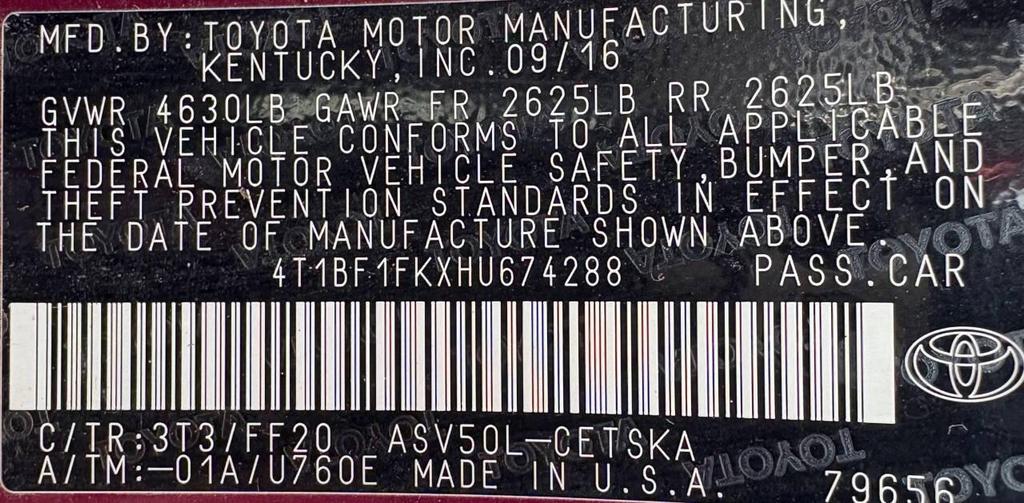 MFD.BY:TOYOTA MOTOR MANUFACTURING,
KENTUCKY,INC.09/16
GVWR 4630LB GAWR FR 2625LB RR 2625LB
THIS VEHICLE CONFORMS TO ALL APPLICABLE
FEDERAL MOTOR VEHICLE SAFETY,BUMPER,AND
THEFT PREVENTION STANDARDS IN EFFECT ON
THE DATE OF MANUFACTURE SHOWN ABOVE.
4T1BF1FKXHU674288 PASS.CAR
C/TR:3T3/FF20 ASV50L-CETSKA
A/TM:-01A/U760E MADE IN U.S.A.
79656